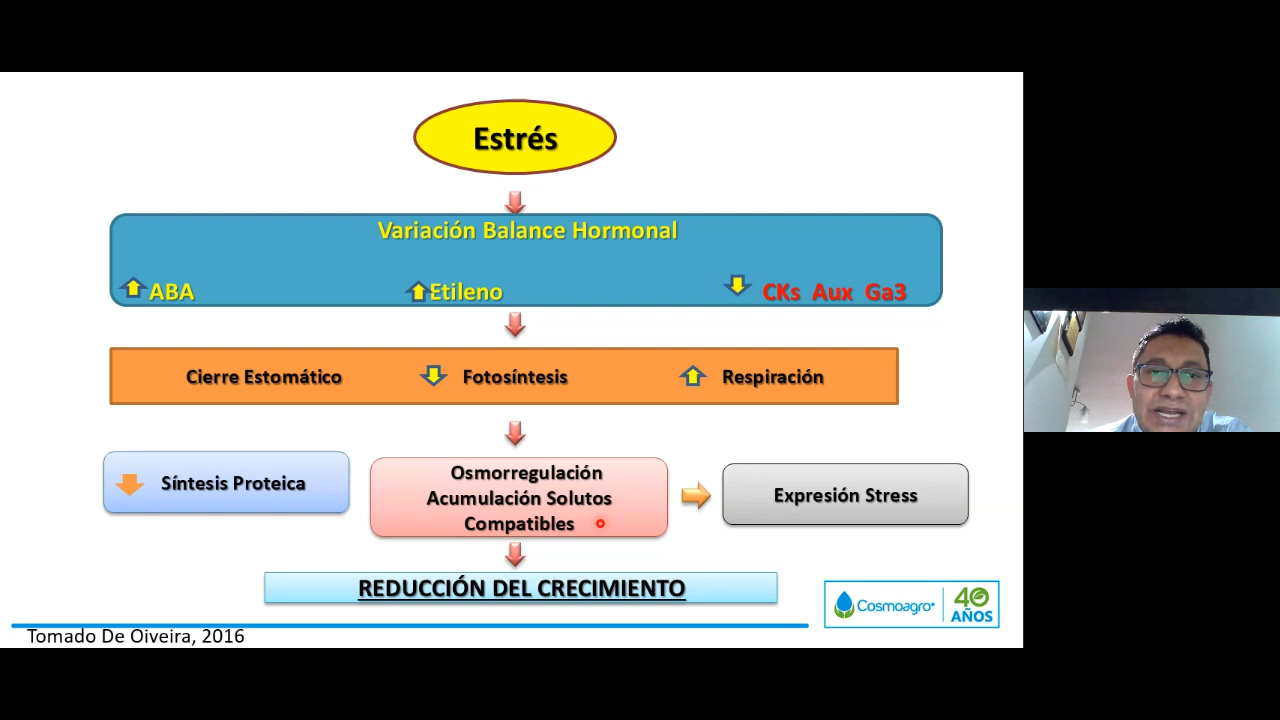 Estrés
Variación Balance Hormonal
ABA
Etileno
CKs Aux Ga3
Cierre Estomático
Fotosíntesis
Respiración
Síntesis Proteica
Osmorregulación
Acumulación Solutos
Compatibles
Expresión Stress
REDUCCIÓN DEL CRECIMIENTO
Cosmoagro
40
AÑOS
Tomado De Oiveira, 2016